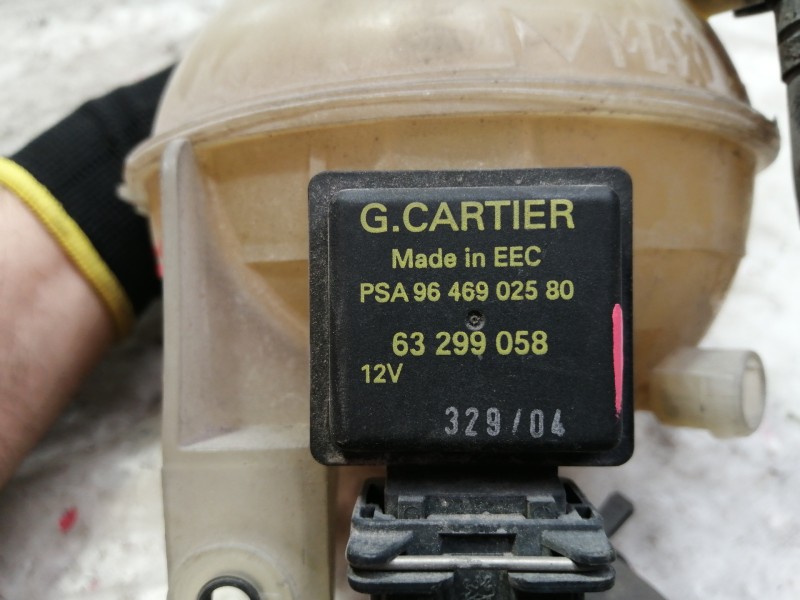 G.CARTIER
Made in EEC
PSA 96 469 025 80
63 299 058
12V
329/04